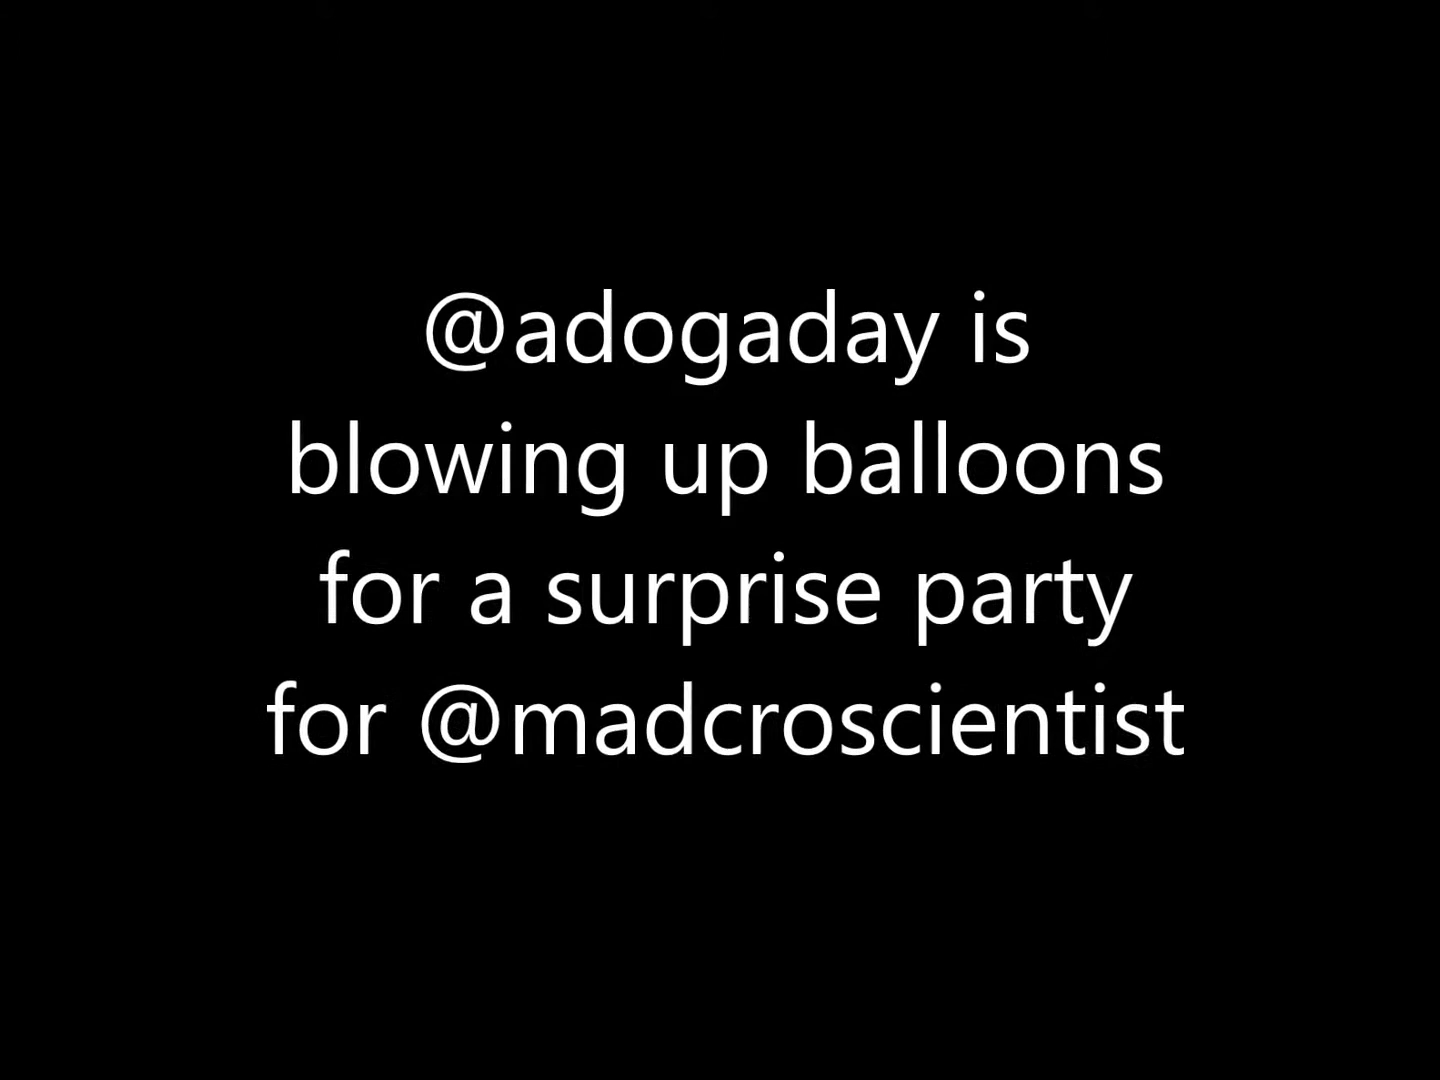 @adogaday is
blowing up balloons
for a surprise party
for @madcroscientist